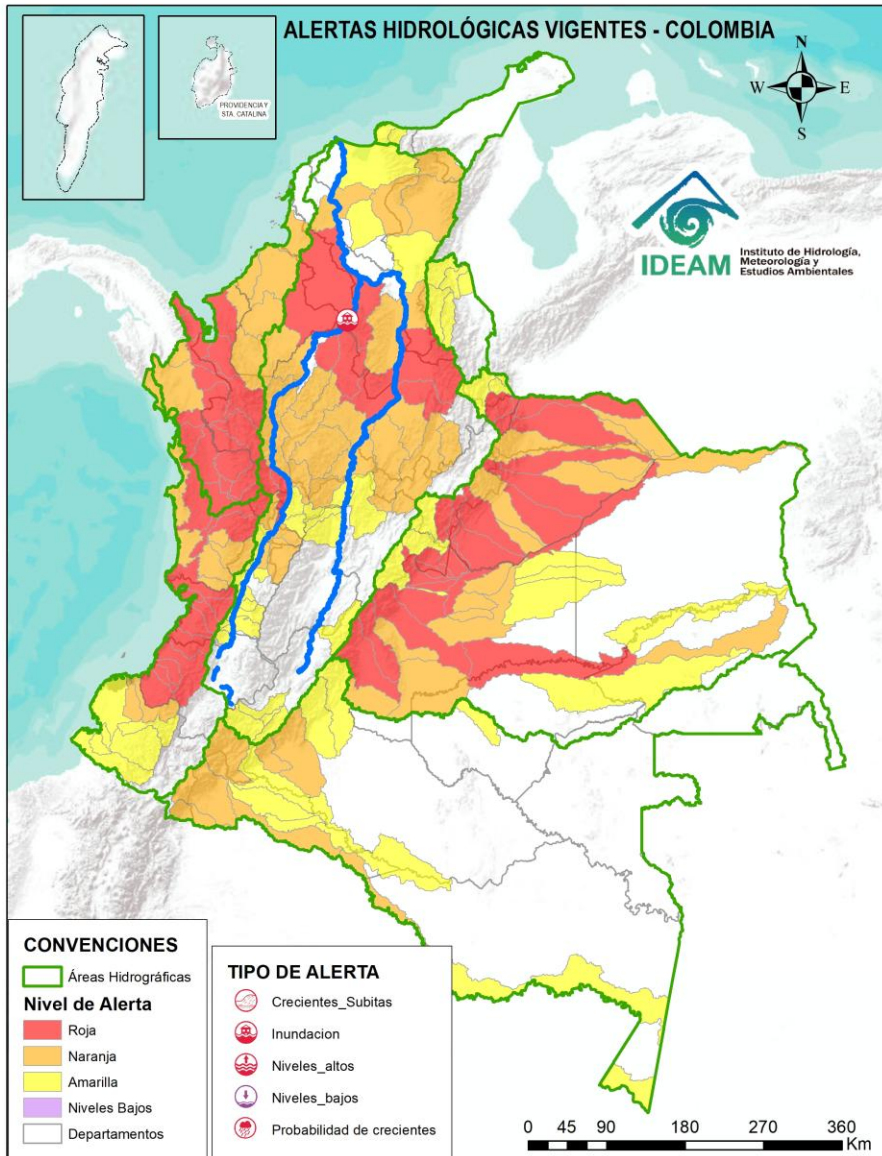 ALERTAS HIDROLÓGICAS VIGENTES - COLOMBIA
PROVIDENCIA Y
STA. CATALINA
N
W
E
S
IDEAM
Instituto de Hidrología,
Meteorología y
Estudios Ambientales
CONVENCIONES
Áreas Hidrográficas
Nivel de Alerta
Roja
Naranja
Amarilla
Niveles Bajos
Departamentos
TIPO DE ALERTA
Crecientes_Subitas
Inundacion
Niveles_altos
Niveles_bajos
Probabilidad de crecientes
0 45 90 180 270 360
Km